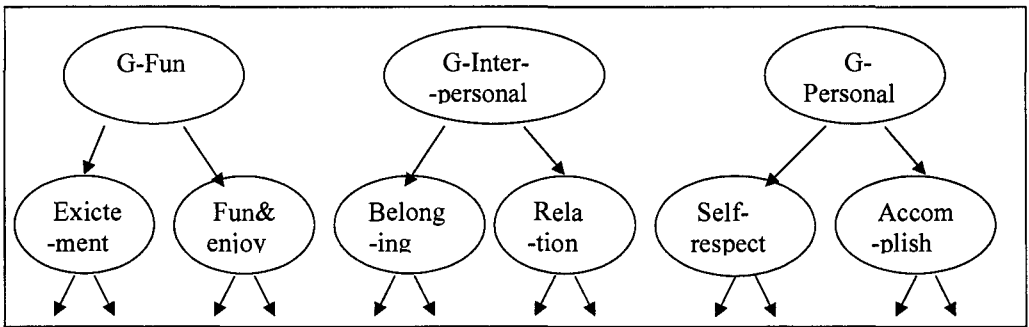 G-Fun
G-Inter-
-personal
G-
Personal
Exicte
-ment
Fun&
enjoy
Belong
-ing
Rela
-tion
Self-
respect
Accom
-plish